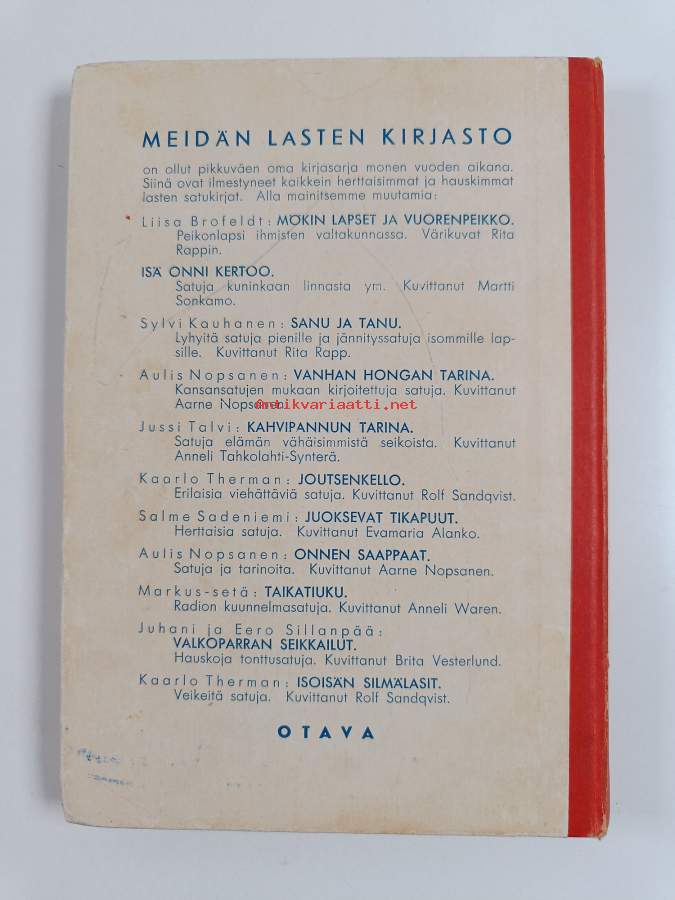 MEIDÄN LASTEN KIRJASTO
on ollut pikkuväen oma kirjasarja monen vuoden aikana.
Siinä ovat ilmestyneet kaikkein herttaisimmat ja hauskimmat
lasten satukirjat. Alla mainitsemme muutamia:
Liisa Brofeldt: MÖKIN LAPSET JA VUORENPEIKKO.
Peikonlapsi ihmisten valtakunnassa. Värikuvat Rita
Rappin.
ISÄ ONNI KERTOO.
Satuja kuninkaan linnasta ym. Kuvittanut Martti
Sonkamo.
Sylvi Kauhanen: SANU JA TANU.
Lyhyitä satuja pienille ja jännityssatuja isommille lap-
sille. Kuvittanut Rita Rapp.
Aulis Nopsanen: VANHAN HONGAN TARINA.
Kansansatujen mukaan kirjoitettuja satuja. Kuvittanut
Aarne Nopsanen.
Antikvariaatti.net
Jussi Talvi: KAHVIPANNUN TARINA.
Satuja elämän vähäisimmistä seikoista. Kuvittanut
Anneli Tahkolahti-Synterä.
Kaarlo Therman: JOUTSENKELLO.
Erilaisia viehättäviä satuja. Kuvittanut Rolf Sandqvist.
Salme Sadeniemi: JUOKSEVAT TIKAPUUT.
Herttaisia satuja. Kuvittanut Evamaria Alanko.
Aulis Nopsanen: ONNEN SAAPPAAT.
Satuja ja tarinoita. Kuvittanut Aarne Nopsanen.
Markus-setä: TAIKATIUKU.
Radion kuunnelmasatuja. Kuvittanut Anneli Waren.
Juhani ja Eero Sillanpää:
VALKOPARRAN SEIKKAILUT.
Hauskoja tonttusatuja. Kuvittanut Brita Vesterlund.
Kaarlo Therman: ISOISÄN SILMÄLASIT.
Veikeitä satuja. Kuvittanut Rolf Sandqvist.
OTAVA